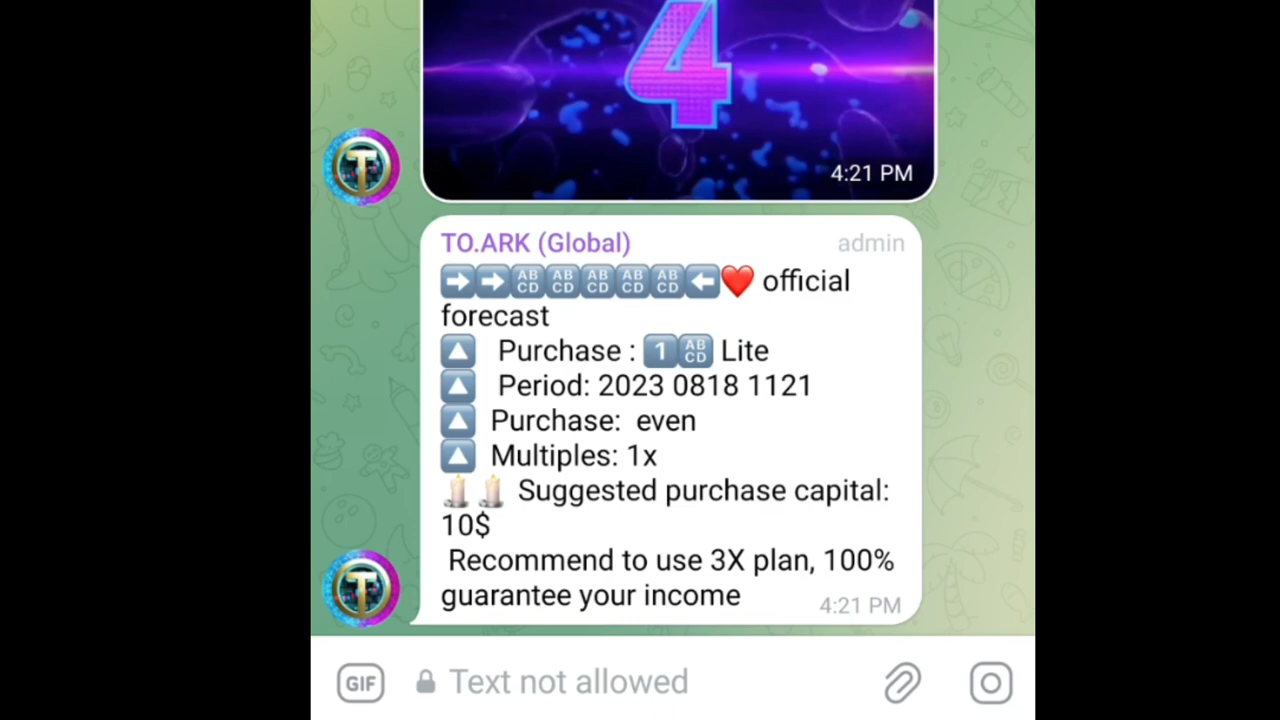 4
4:21 PM
TO.ARK (Global) admin
➡️➡️🔠🔠🔠🔠🔠⬅️❤️ official
forecast
🔼 Purchase : 1️⃣🔠 Lite
🔼 Period: 2023 0818 1121
🔼 Purchase: even
🔼 Multiples: 1x
🕯🕯 Suggested purchase capital:
10$
Recommend to use 3X plan, 100%
guarantee your income 4:21 PM
GIF Text not allowed